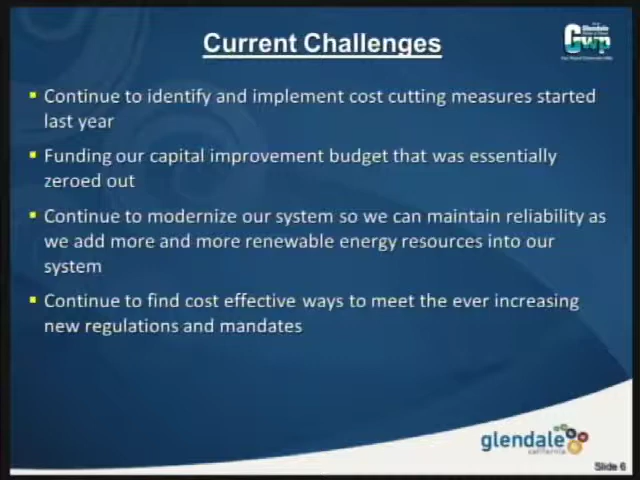 Current Challenges
Glendale
GWP
Continue to identify and implement cost cutting measures started
last year
Funding our capital improvement budget that was essentially
zeroed out
Continue to modernize our system so we can maintain reliability as
we add more and more renewable energy resources into our
system
Continue to find cost effective ways to meet the ever increasing
new regulations and mandates
glendale
california
Slide 6